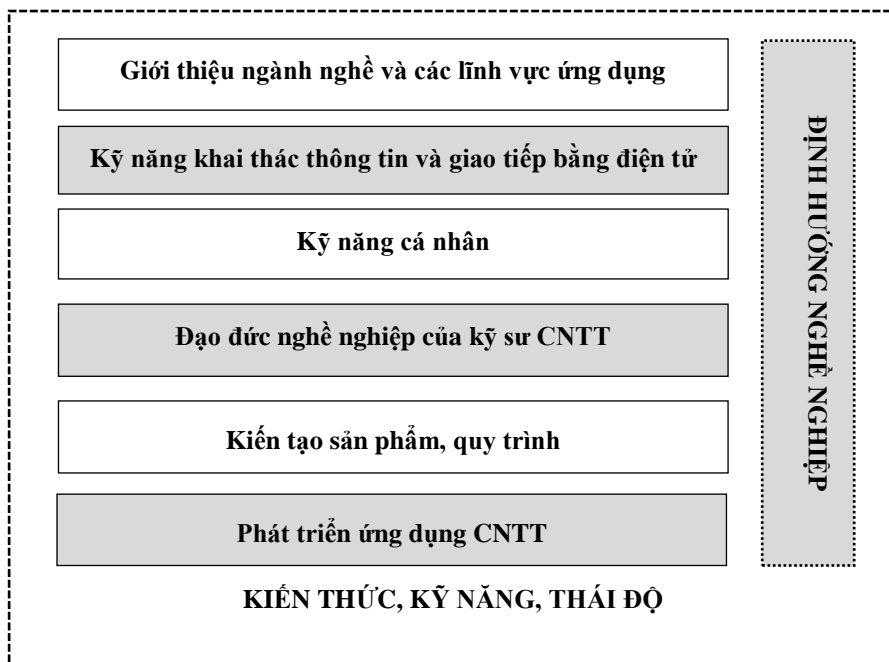 Giới thiệu ngành nghề và các lĩnh vực ứng dụng
Kỹ năng khai thác thông tin và giao tiếp bằng điện tử
Kỹ năng cá nhân
Đạo đức nghề nghiệp của kỹ sư CNTT
Kiến tạo sản phẩm, quy trình
Phát triển ứng dụng CNTT
KIẾN THỨC, KỸ NĂNG, THÁI ĐỘ
ĐỊNH HƯỚNG NGHỀ NGHIỆP